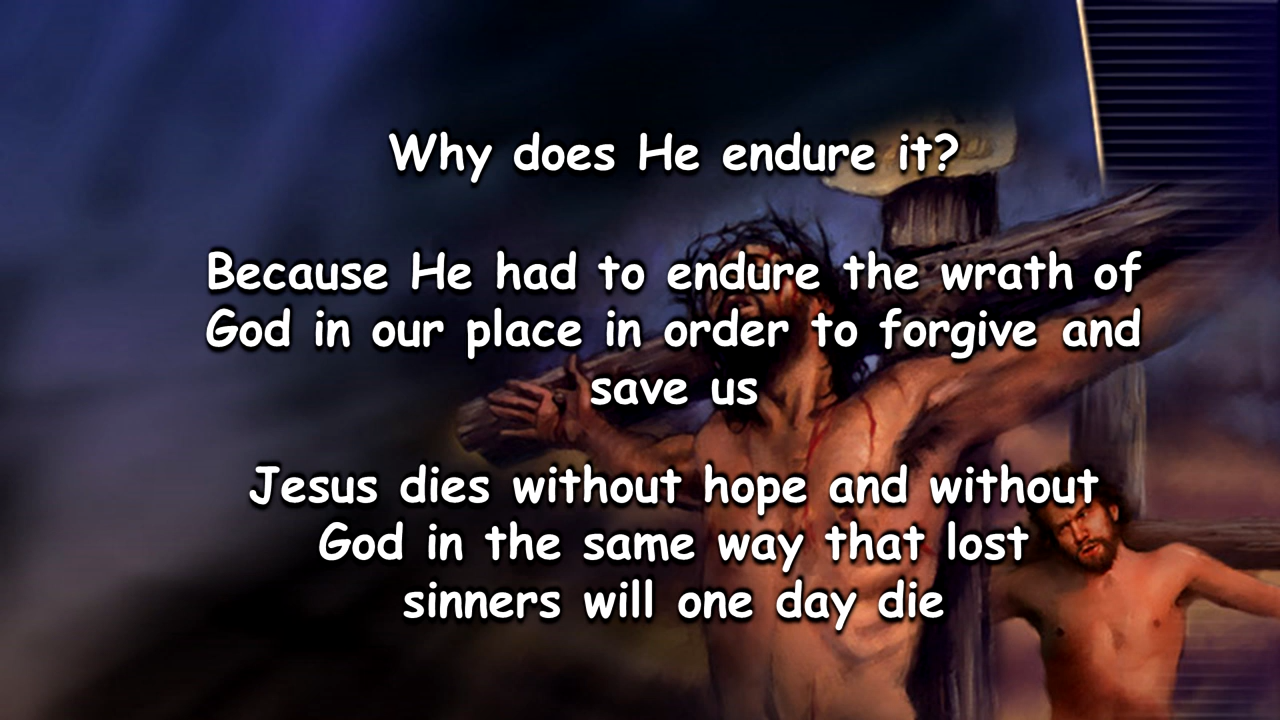 Why does He endure it?
Because He had to endure the wrath of
God in our place in order to forgive and
save us
Jesus dies without hope and without
God in the same way that lost
sinners will one day die